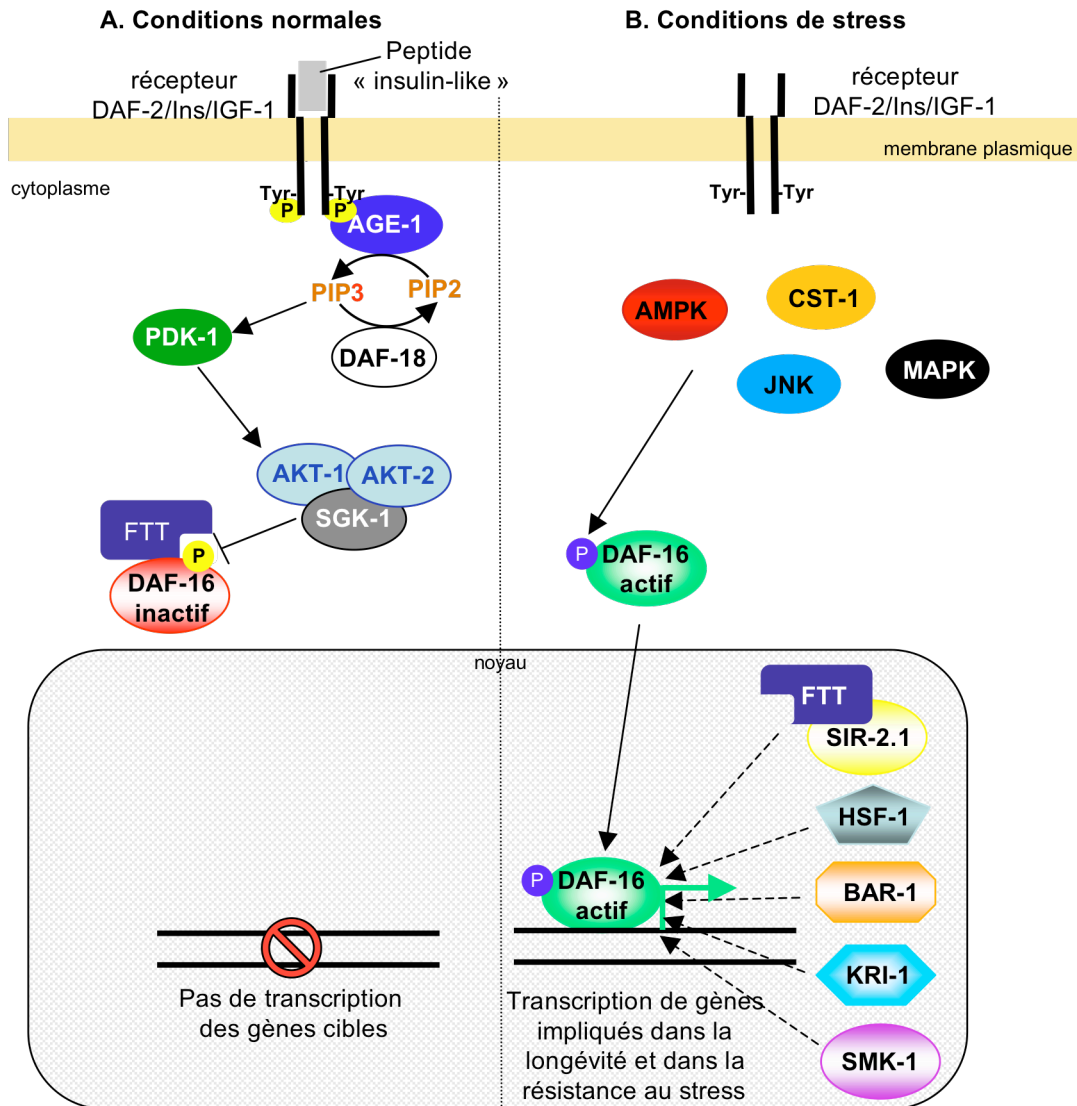 A. Conditions normales
B. Conditions de stress
Peptide
« insulin-like »
récepteur
DAF-2/Ins/IGF-1
récepteur
DAF-2/Ins/IGF-1
membrane plasmique
cytoplasme
Tyr-
-Tyr
P
P
AGE-1
Tyr-
-Tyr
PIP3
PIP2
PDK-1
DAF-18
AMPK
CST-1
JNK
MAPK
AKT-1
AKT-2
SGK-1
FTT
P
DAF-16
inactif
P
DAF-16
actif
noyau
FTT
SIR-2.1
HSF-1
P
DAF-16
actif
BAR-1
KRI-1
SMK-1
Pas de transcription
des gènes cibles
Transcription de gènes
impliqués dans la
longévité et dans la
résistance au stress